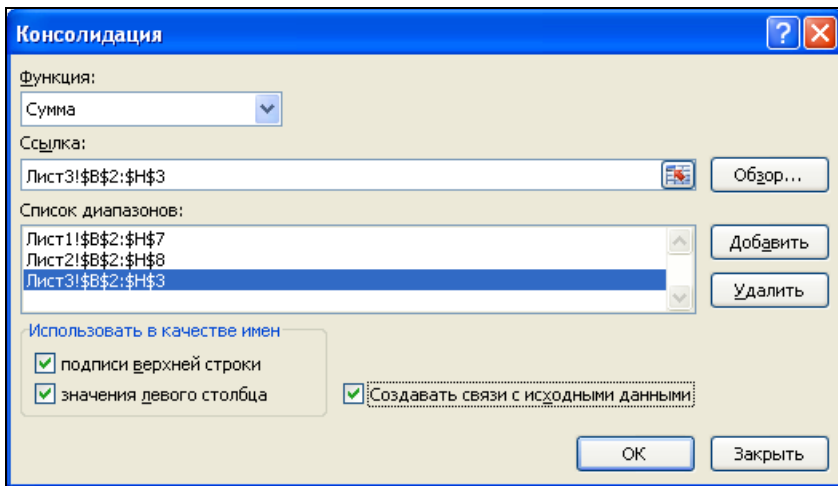 Консолидация
Функция:
Сумма
Ссылка:
Лист3!$B$2:$H$3
Обзор...
Список диапазонов:
Лист1!$B$2:$H$7
Лист2!$B$2:$H$8
Лист3!$B$2:$H$3
Добавить
Удалить
Использовать в качестве имен
подписи верхней строки
значения левого столбца
Создавать связи с исходными данными
ОК
Закрыть